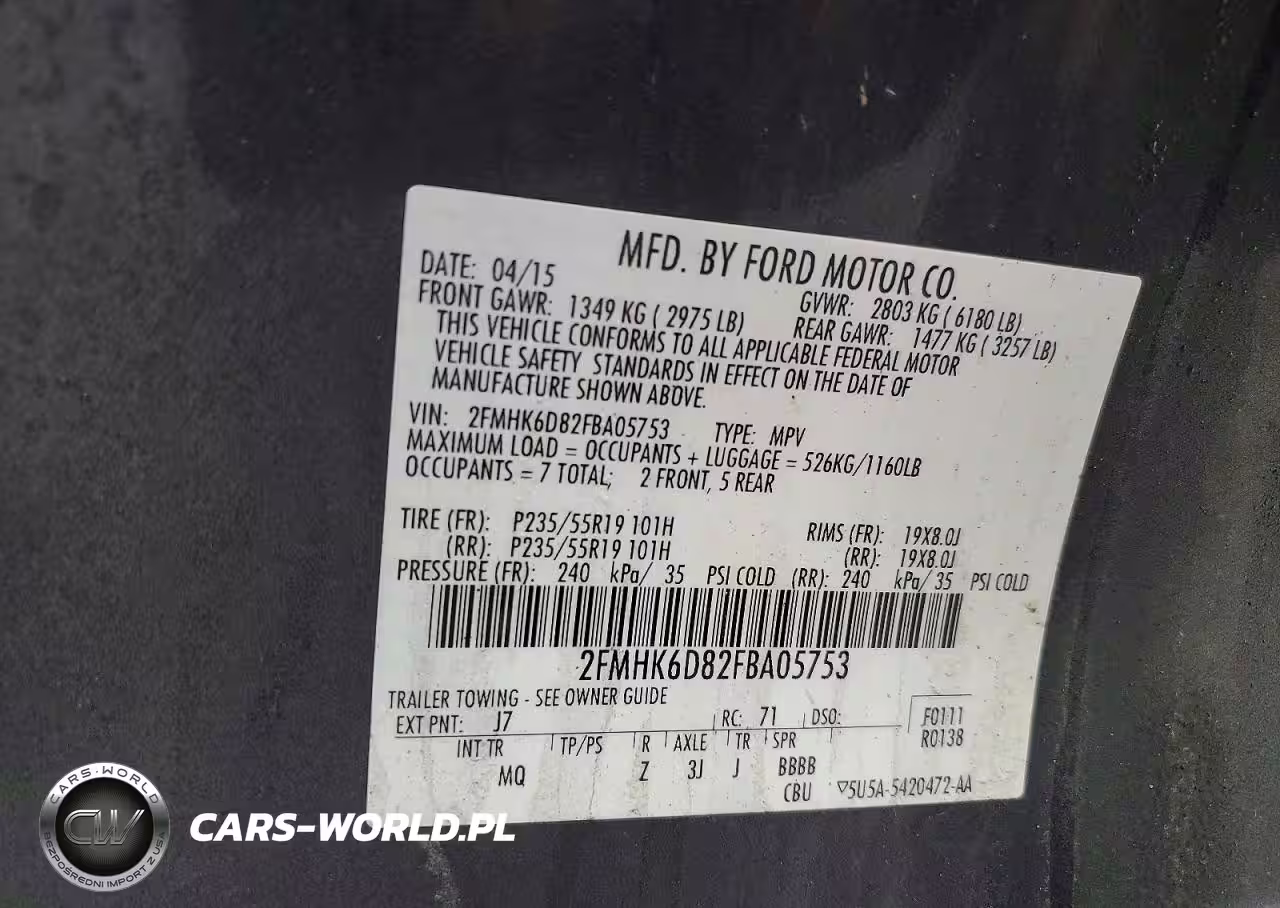 MFD. BY FORD MOTOR CO.
DATE: 04/15 GVWR: 2803 KG ( 6180 LB)
FRONT GAWR: 1349 KG ( 2975 LB) REAR GAWR: 1477 KG ( 3257 LB)
THIS VEHICLE CONFORMS TO ALL APPLICABLE FEDERAL MOTOR
VEHICLE SAFETY STANDARDS IN EFFECT ON THE DATE OF
MANUFACTURE SHOWN ABOVE.
VIN: 2FMHK6D82FBA05753 TYPE: MPV
MAXIMUM LOAD = OCCUPANTS + LUGGAGE = 526KG/1160LB
OCCUPANTS = 7 TOTAL; 2 FRONT, 5 REAR
TIRE (FR): P235/55R19 101H RIMS (FR): 19X8.0J
(RR): P235/55R19 101H (RR): 19X8.0J
PRESSURE (FR): 240 kPa/ 35 PSI COLD (RR): 240 kPa/ 35 PSI COLD
2FMHK6D82FBA05753
TRAILER TOWING - SEE OWNER GUIDE
EXT PNT: J7 RC: 71 DSO: F0111
R0138
INT TR TP/PS R AXLE TR SPR
MQ Z 3J J BBBB
CBU ▽5U5A-5420472-AA
CARS-WORLD
CW
BEZPOŚREDNI IMPORT Z USA
CARS-WORLD.PL